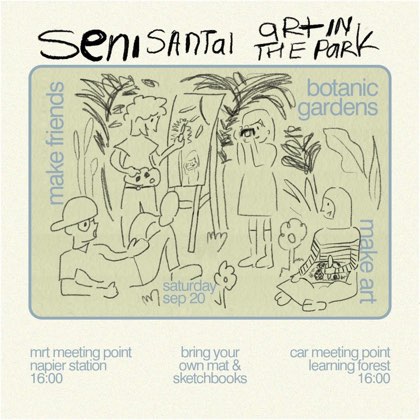 seni santai art in the park
make friends
botanic
gardens
make art
saturday
sep 20
mrt meeting point
napier station
16:00
bring your
own mat &
sketchbooks
car meeting point
learning forest
16:00